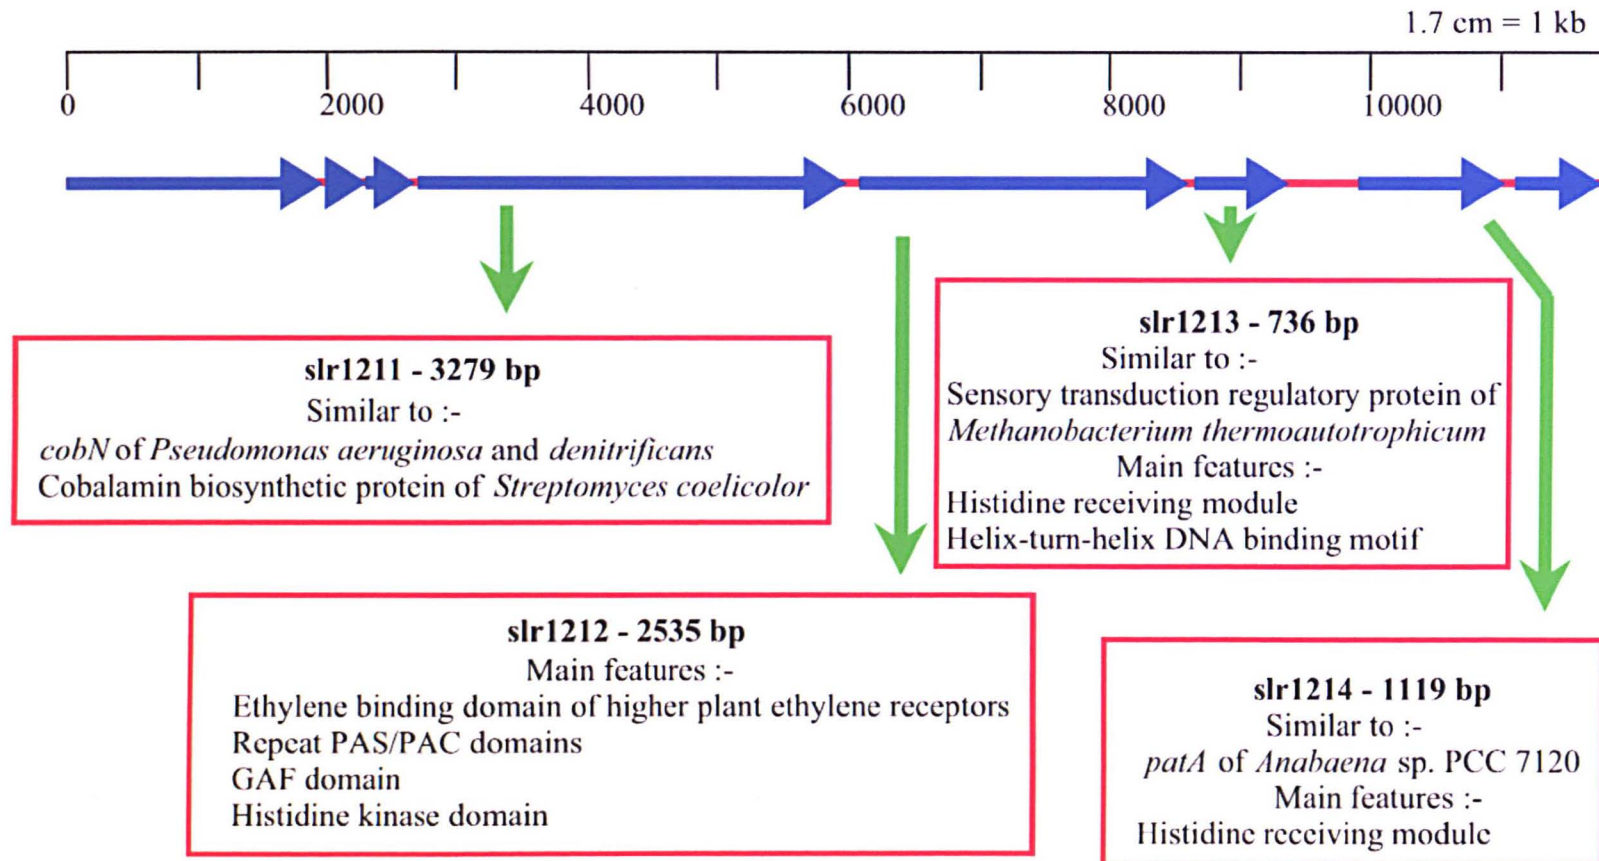 1.7 cm = 1 kb
0 2000 4000 6000 8000 10000
slr1211 - 3279 bp
Similar to :-
cobN of Pseudomonas aeruginosa and denitrificans
Cobalamin biosynthetic protein of Streptomyces coelicolor
slr1213 - 736 bp
Similar to :-
Sensory transduction regulatory protein of
Methanobacterium thermoautotrophicum
Main features :-
Histidine receiving module
Helix-turn-helix DNA binding motif
slr1212 - 2535 bp
Main features :-
Ethylene binding domain of higher plant ethylene receptors
Repeat PAS/PAC domains
GAF domain
Histidine kinase domain
slr1214 - 1119 bp
Similar to :-
patA of Anabaena sp. PCC 7120
Main features :-
Histidine receiving module